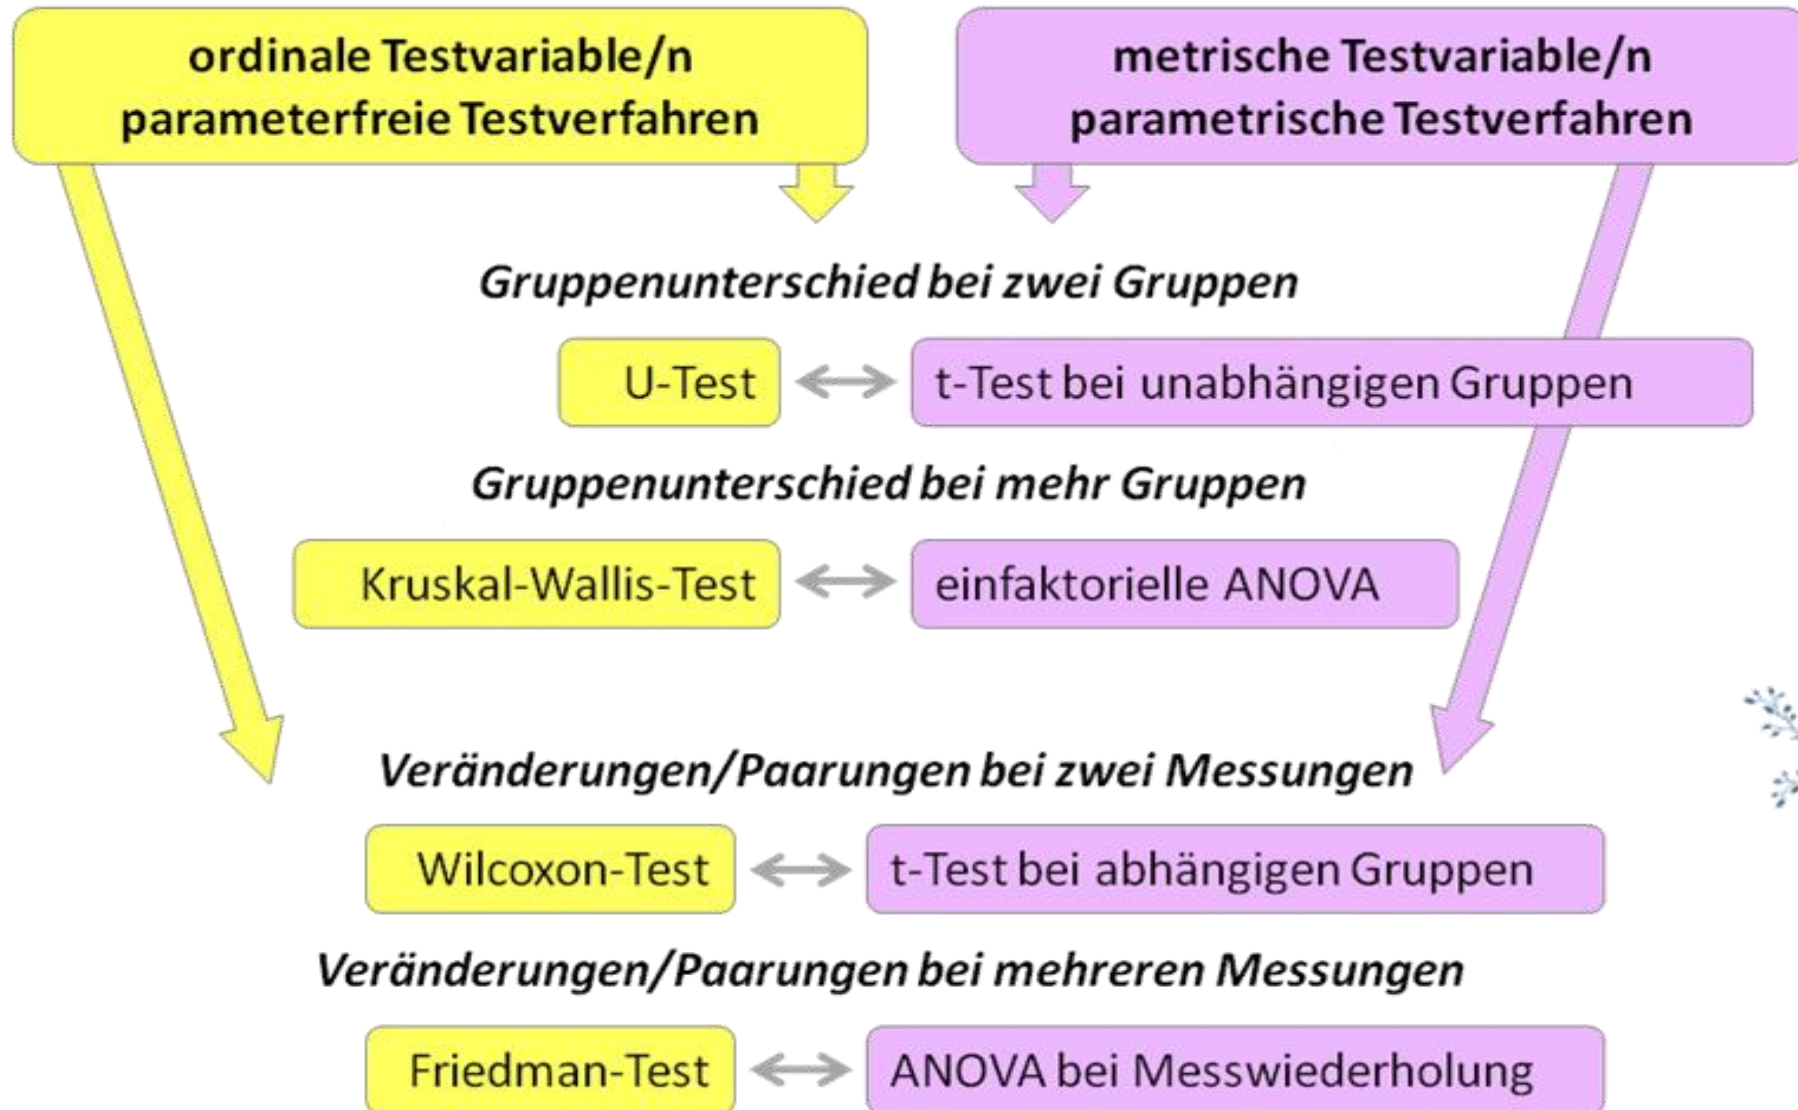 ordinale Testvariable/n
parameterfreie Testverfahren
metrische Testvariable/n
parametrische Testverfahren
Gruppenunterschied bei zwei Gruppen
U-Test
t-Test bei unabhängigen Gruppen
Gruppenunterschied bei mehr Gruppen
Kruskal-Wallis-Test
einfaktorielle ANOVA
Veränderungen/Paarungen bei zwei Messungen
Wilcoxon-Test
t-Test bei abhängigen Gruppen
Veränderungen/Paarungen bei mehreren Messungen
Friedman-Test
ANOVA bei Messwiederholung